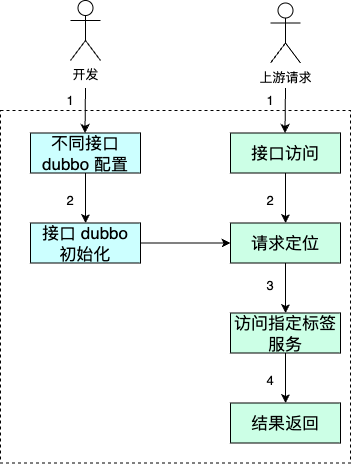 开发
上游请求
1
1
不同接口
dubbo 配置
接口访问
2
2
接口 dubbo
初始化
请求定位
3
访问指定标签
服务
4
结果返回